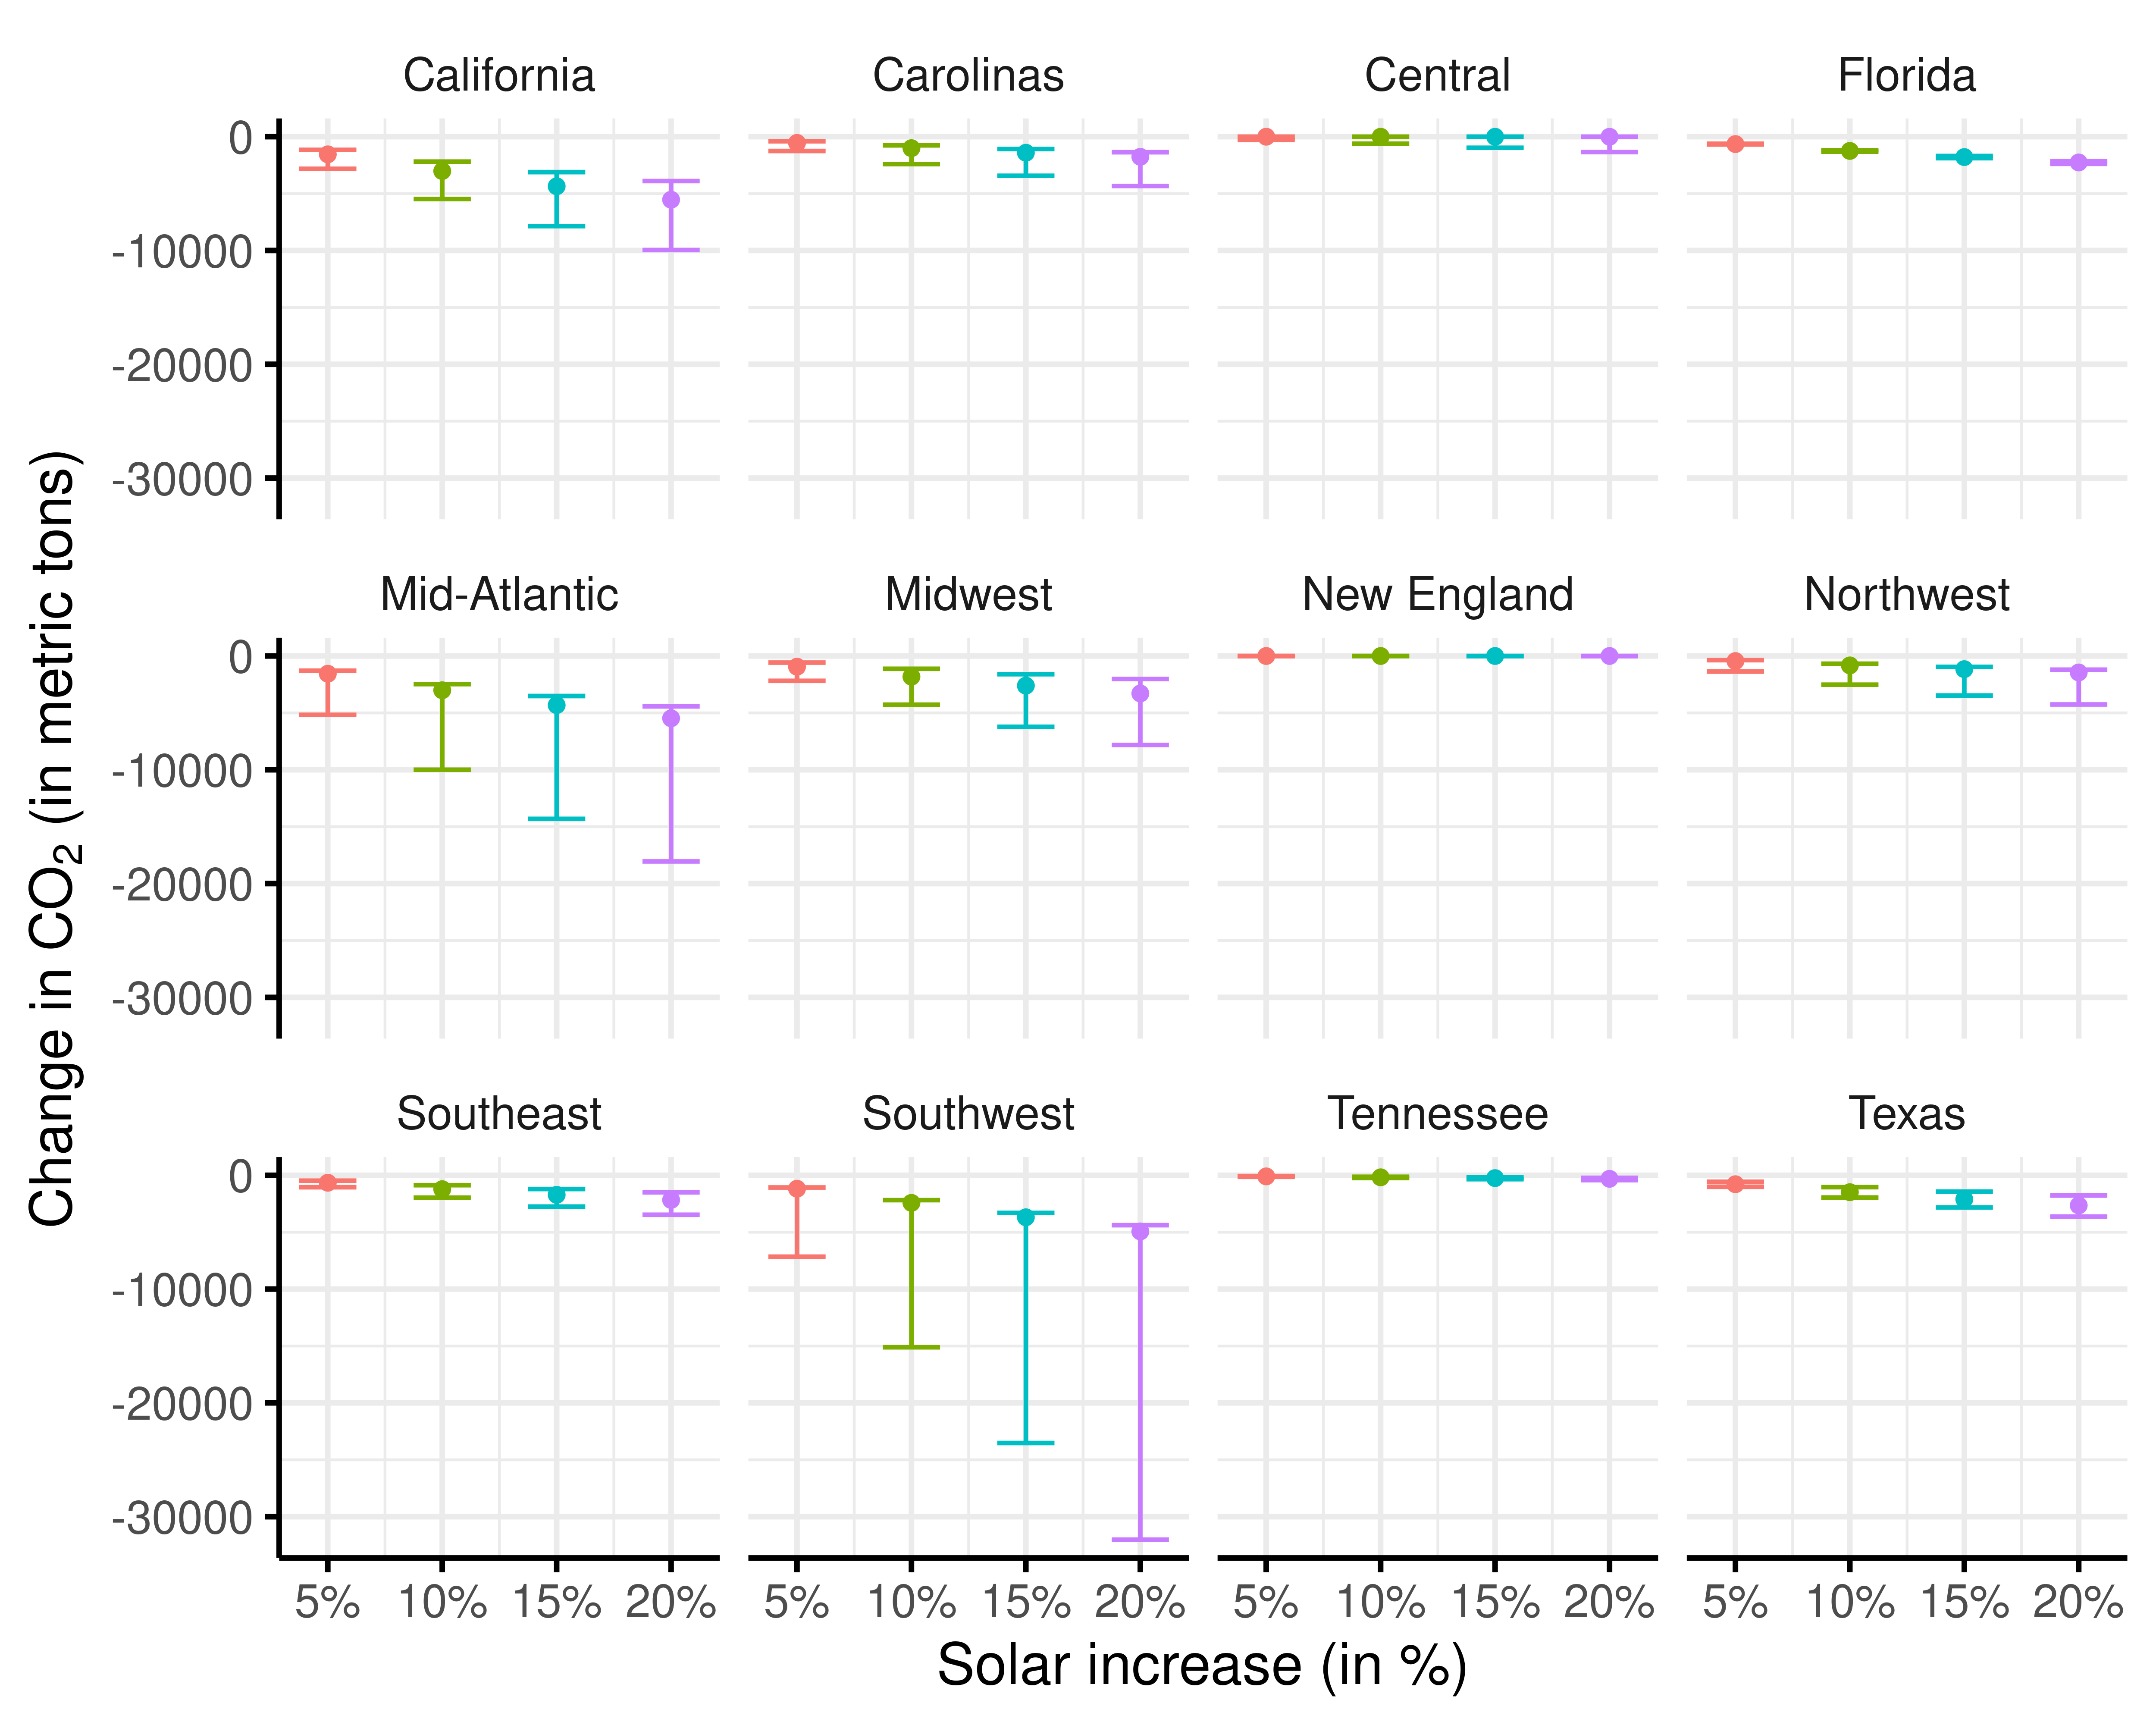 California Carolinas Central Florida
0
-10000
-20000
-30000
Mid-Atlantic Midwest New England Northwest
0
-10000
-20000
-30000
Southeast Southwest Tennessee Texas
0
-10000
-20000
-30000
5% 10% 15% 20% 5% 10% 15% 20% 5% 10% 15% 20% 5% 10% 15% 20%
Solar increase (in %)
Change in CO₂ (in metric tons)